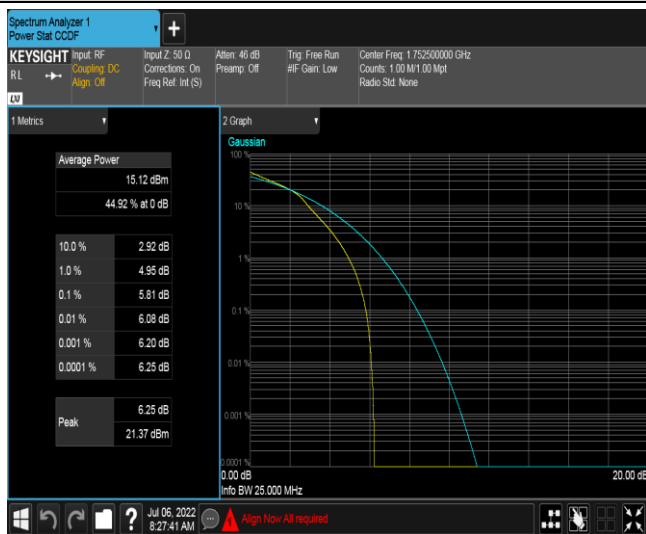 Spectrum Analyzer 1
Power Stat CCDF
+
KEYSIGHT
Input: RF
Coupling: DC
Align: Off
Input Z: 50 Ω
Corrections: On
Freq Ref: Int (S)
Atten: 46 dB
Preamp: Off
Trig: Free Run
#IF Gain: Low
Center Freq: 1.752500000 GHz
Counts: 1.00 M/1.00 Mpt
Radio Std: None
RL
LXI
1 Metrics
Average Power
15.12 dBm
44.92 % at 0 dB
10.0 % 2.92 dB
1.0 % 4.95 dB
0.1 % 5.81 dB
0.01 % 6.08 dB
0.001 % 6.20 dB
0.0001 % 6.25 dB
Peak 6.25 dB
21.37 dBm
2 Graph
Gaussian
100 %
10 %
1 %
0.1 %
0.01 %
0.001 %
0.0001 %
0.00 dB 20.00 dB
Info BW 25.000 MHz
?
Jul 06, 2022
8:27:41 AM
Align Now All required